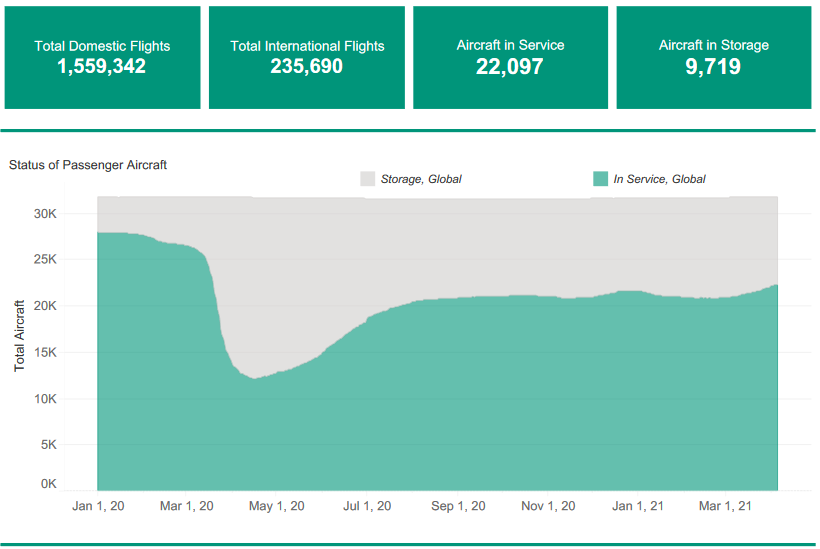 Total Domestic Flights
1,559,342
Total International Flights
235,690
Aircraft in Service
22,097
Aircraft in Storage
9,719
Status of Passenger Aircraft
Storage, Global
In Service, Global
Total Aircraft
30K
25K
20K
15K
10K
5K
0K
Jan 1, 20
Mar 1, 20
May 1, 20
Jul 1, 20
Sep 1, 20
Nov 1, 20
Jan 1, 21
Mar 1, 21